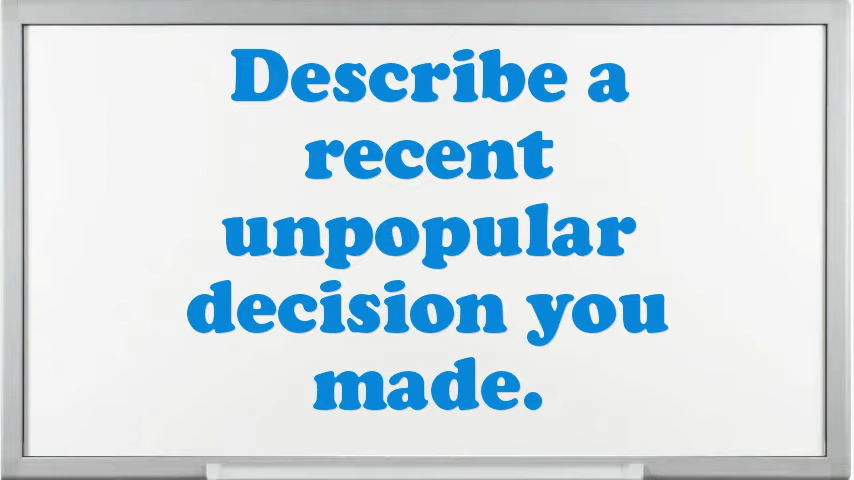 Describe a
recent
unpopular
decision you
made.